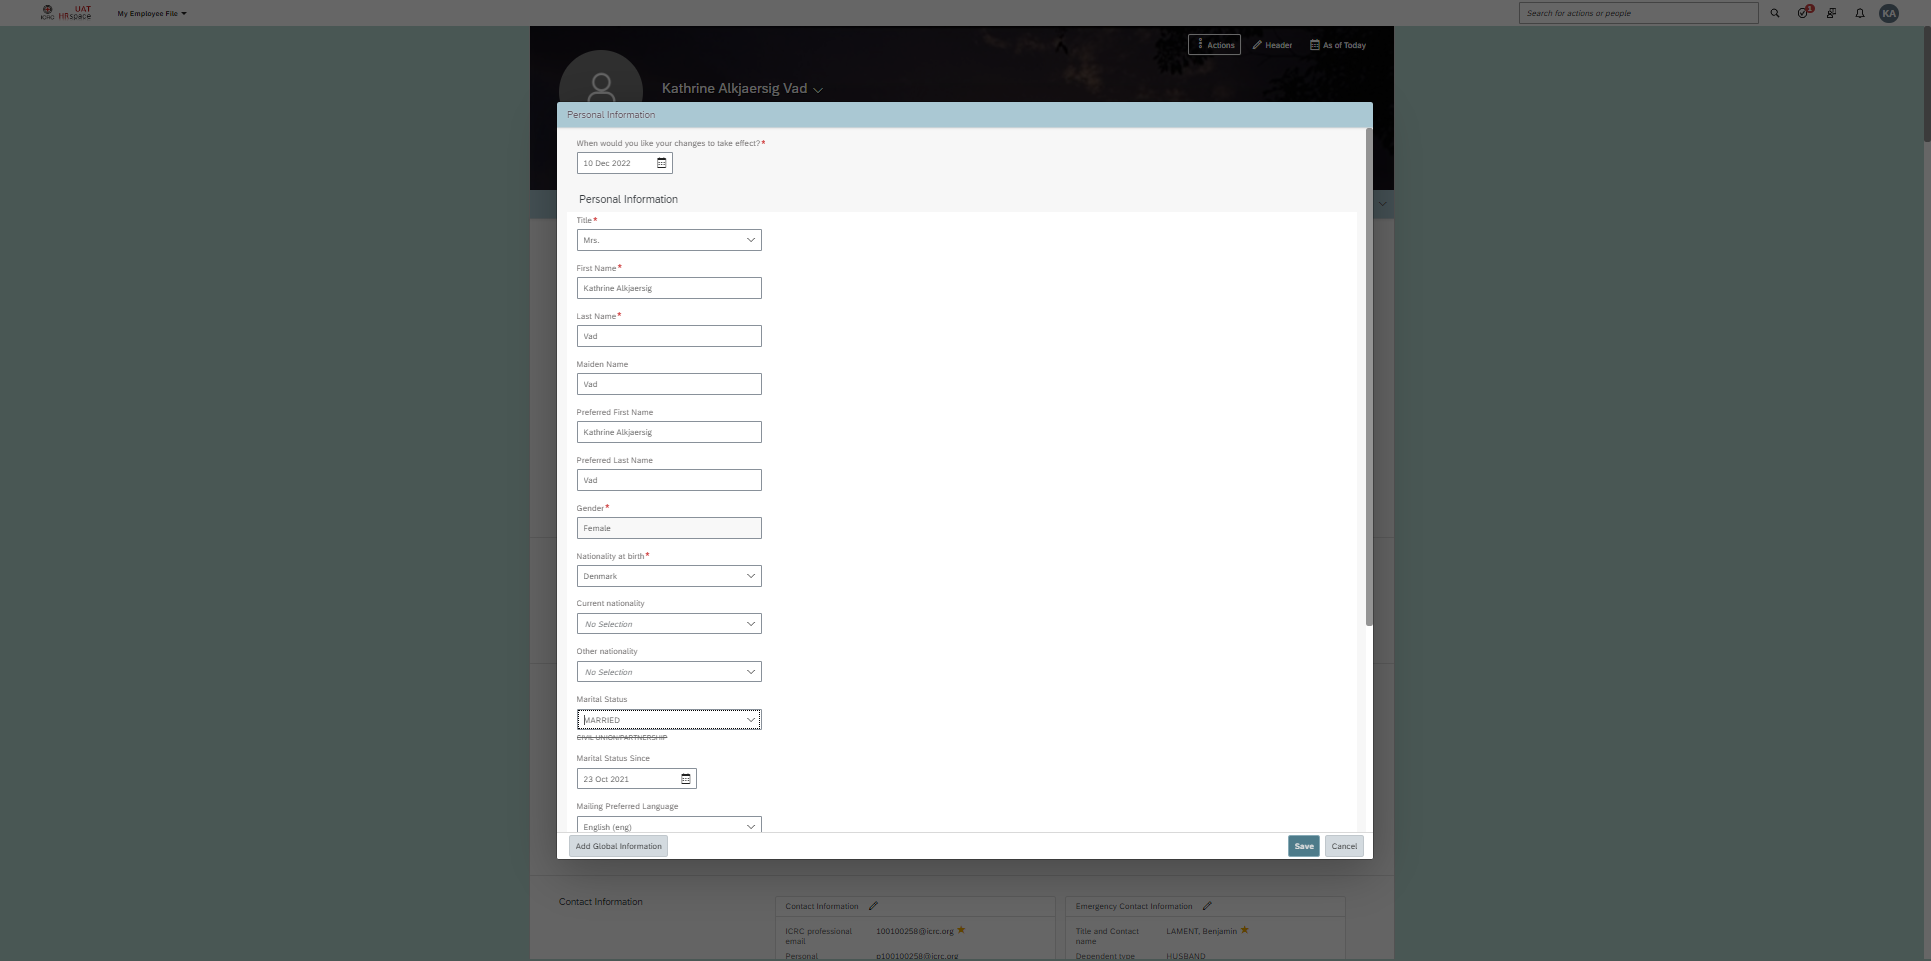 ICRC
UAT
HRspace
My Employee File
Search for actions or people
1
KA
Actions
Header
As of Today
Kathrine Alkjaersig Vad
Personal Information
When would you like your changes to take effect?*
10 Dec 2022
Personal Information
Title*
Mrs.
First Name*
Kathrine Alkjaersig
Last Name*
Vad
Maiden Name
Vad
Preferred First Name
Kathrine Alkjaersig
Preferred Last Name
Vad
Gender*
Female
Nationality at birth*
Denmark
Current nationality
No Selection
Other nationality
No Selection
Marital Status
MARRIED
CIVIL UNION/PARTNERSHIP
Marital Status Since
23 Oct 2021
Mailing Preferred Language
English (eng)
Add Global Information
Save
Cancel
Contact Information
Contact Information
ICRC professional email
100100258@icrc.org
Personal
p100100258@icrc.org
Emergency Contact Information
Title and Contact name
LAMENT, Benjamin
Dependent type
HUSBAND